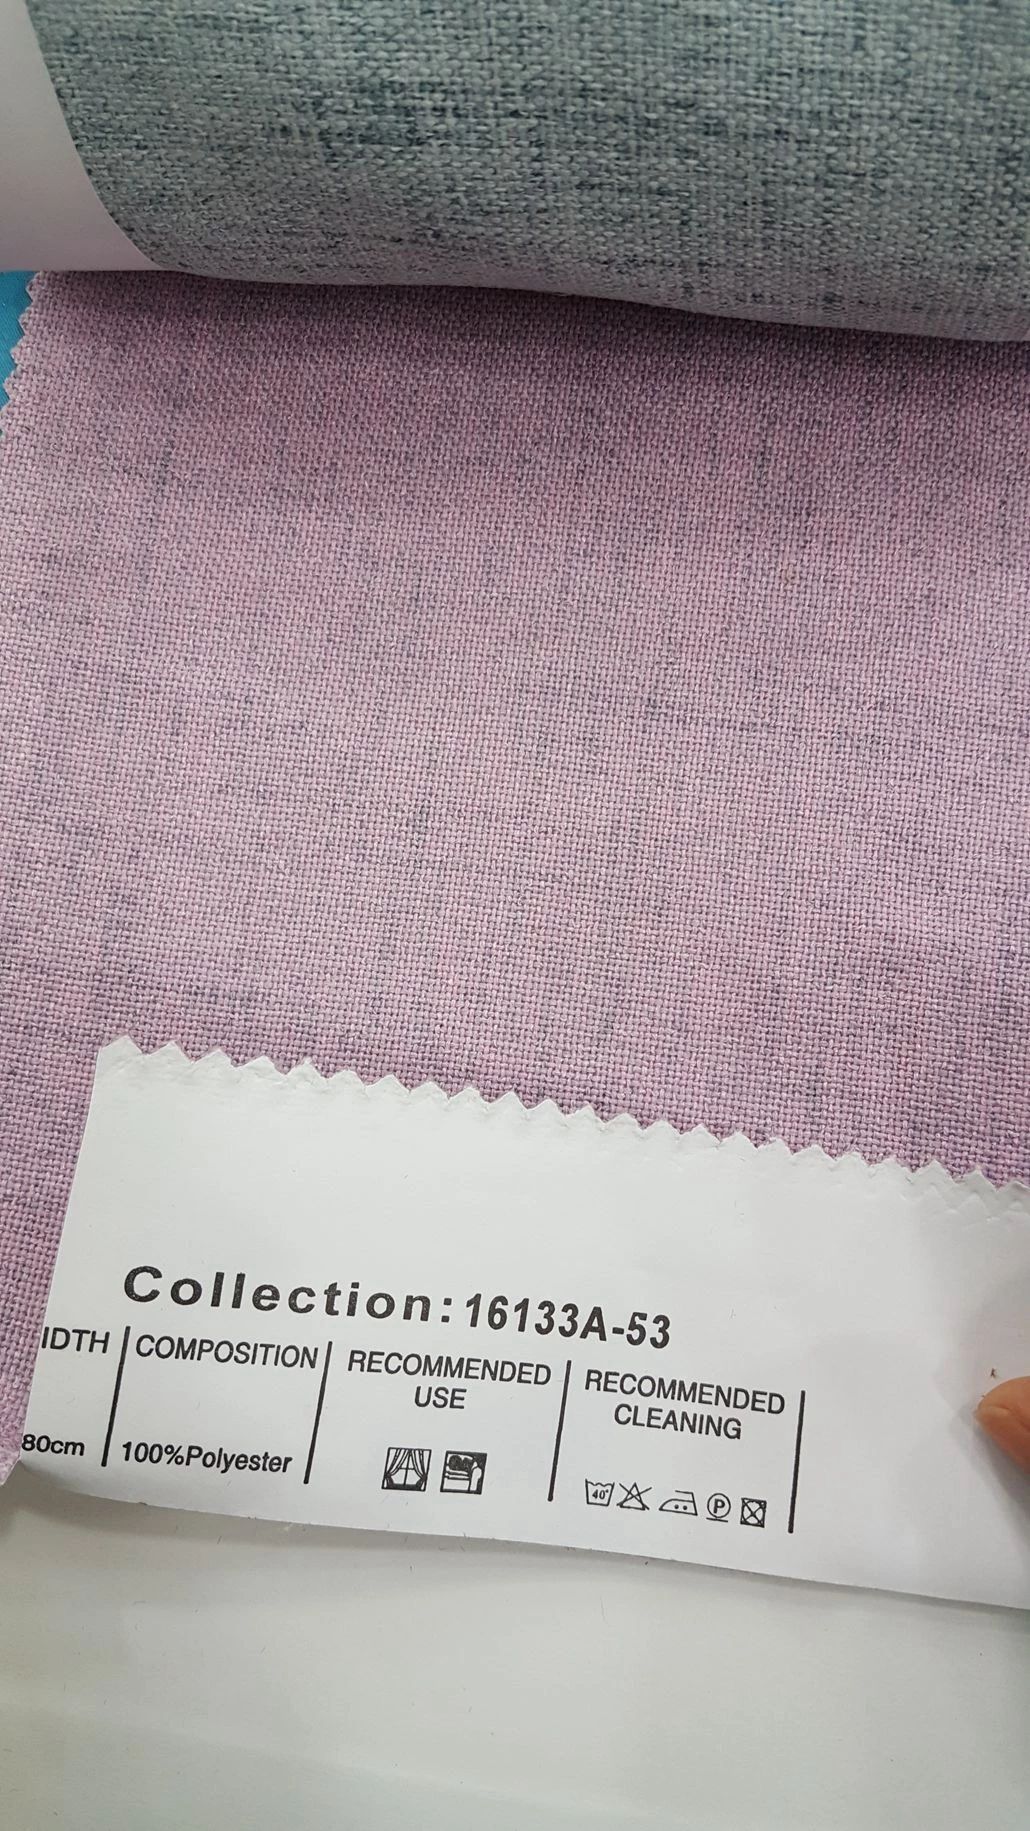 Collection:16133A-53
IDTH
COMPOSITION
RECOMMENDED
USE
RECOMMENDED
CLEANING
80cm
100%Polyester
40°
P